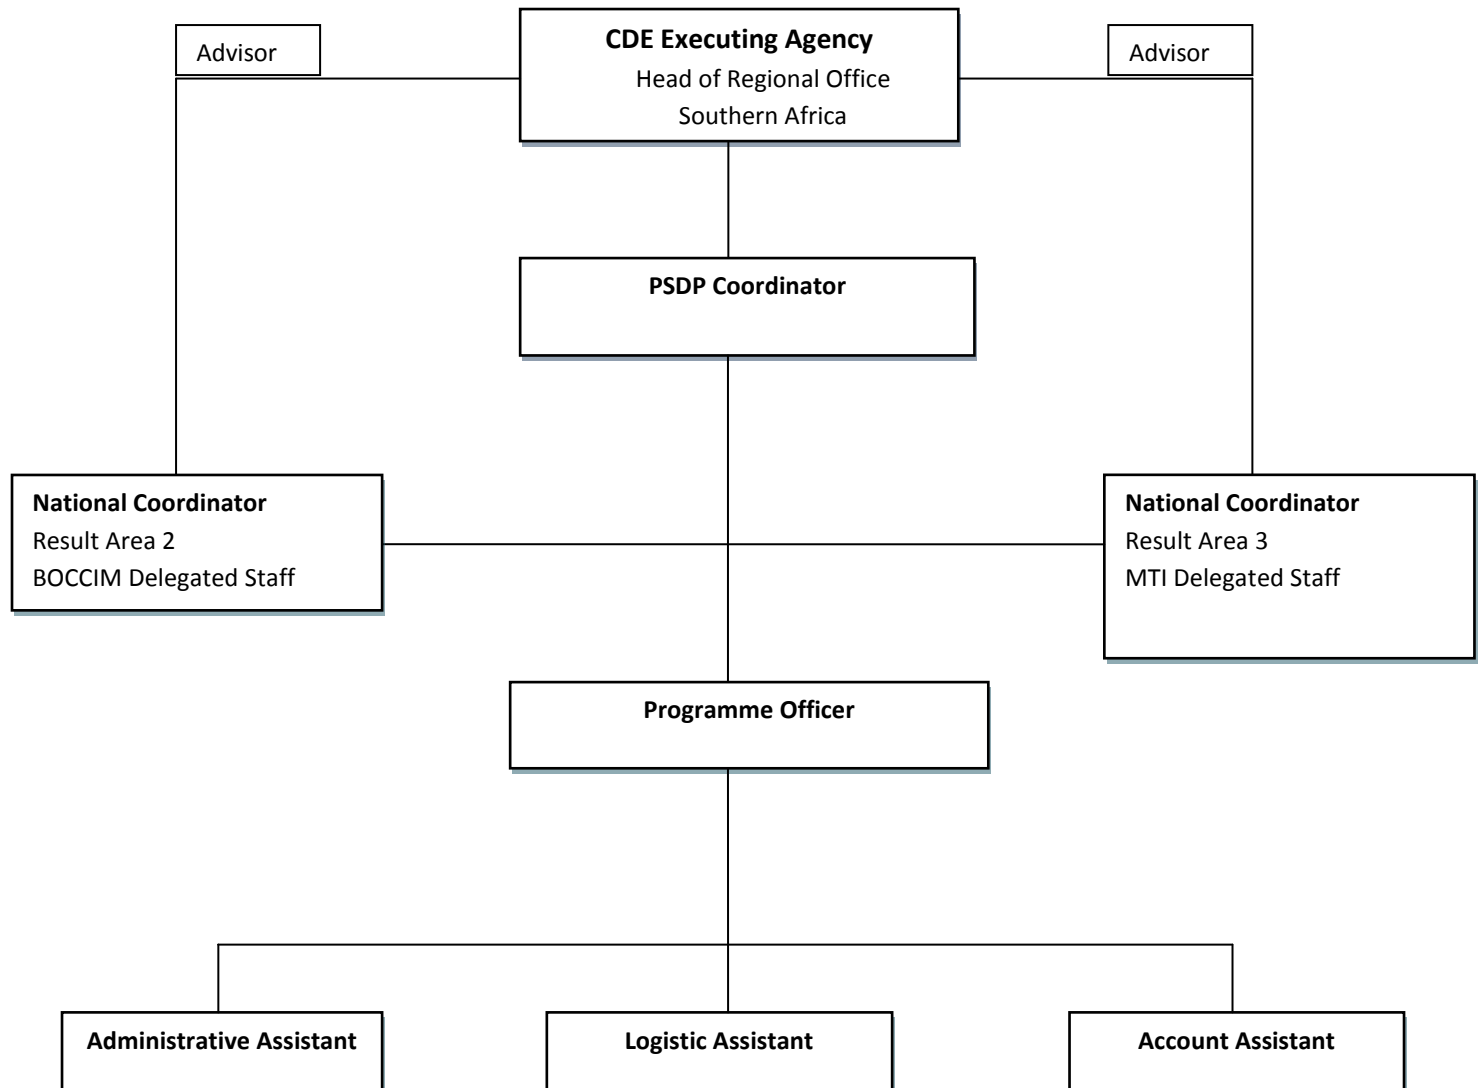 Advisor
CDE Executing Agency
Head of Regional Office
Southern Africa
Advisor
PSDP Coordinator
National Coordinator
Result Area 2
BOCCIM Delegated Staff
National Coordinator
Result Area 3
MTI Delegated Staff
Programme Officer
Administrative Assistant
Logistic Assistant
Account Assistant